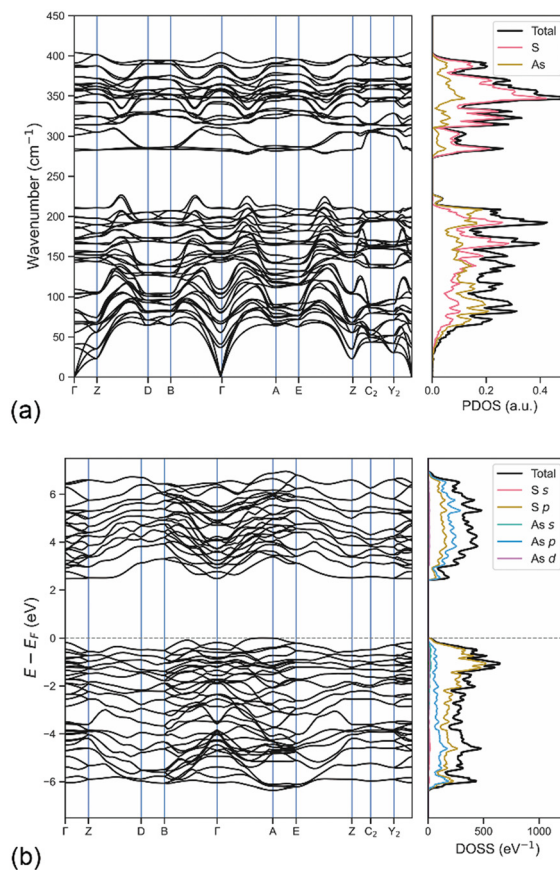 450
400
350
300
250
200
150
100
50
0
Wavenumber (cm⁻¹)
Γ Z D B Γ A E Z C₂ Y₂
Total
S
As
0.0 0.2 0.4
PDOS (a.u.)
(a)
6
4
2
0
−2
−4
−6
E − E_F (eV)
Γ Z D B Γ A E Z C₂ Y₂
Total
S s
S p
As s
As p
As d
0 500 1000
DOSS (eV⁻¹)
(b)